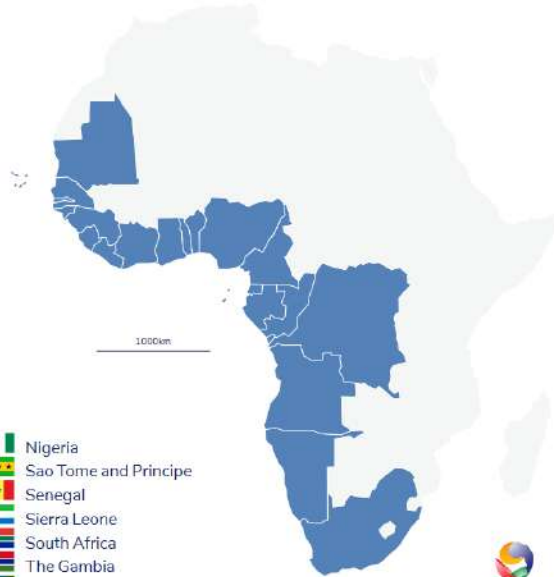 1000km
Nigeria
Sao Tome and Principe
Senegal
Sierra Leone
South Africa
The Gambia